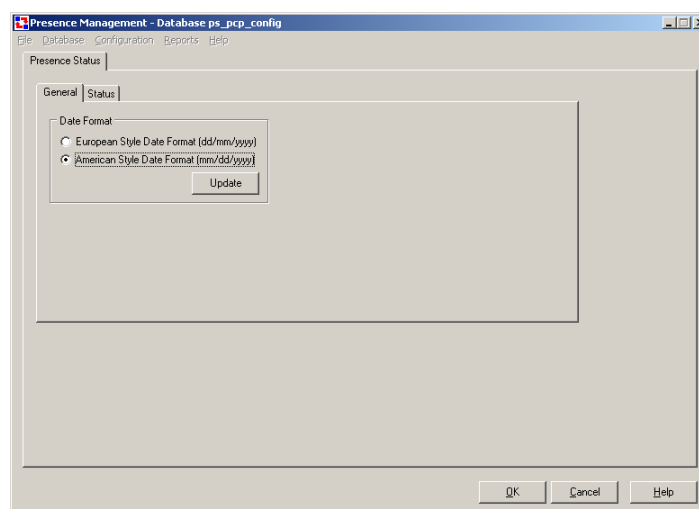 Presence Management - Database ps_pcp_config
File Database Configuration Reports Help
Presence Status
General Status
Date Format
European Style Date Format (dd/mm/yyyy)
American Style Date Format (mm/dd/yyyy)
Update
OK Cancel Help